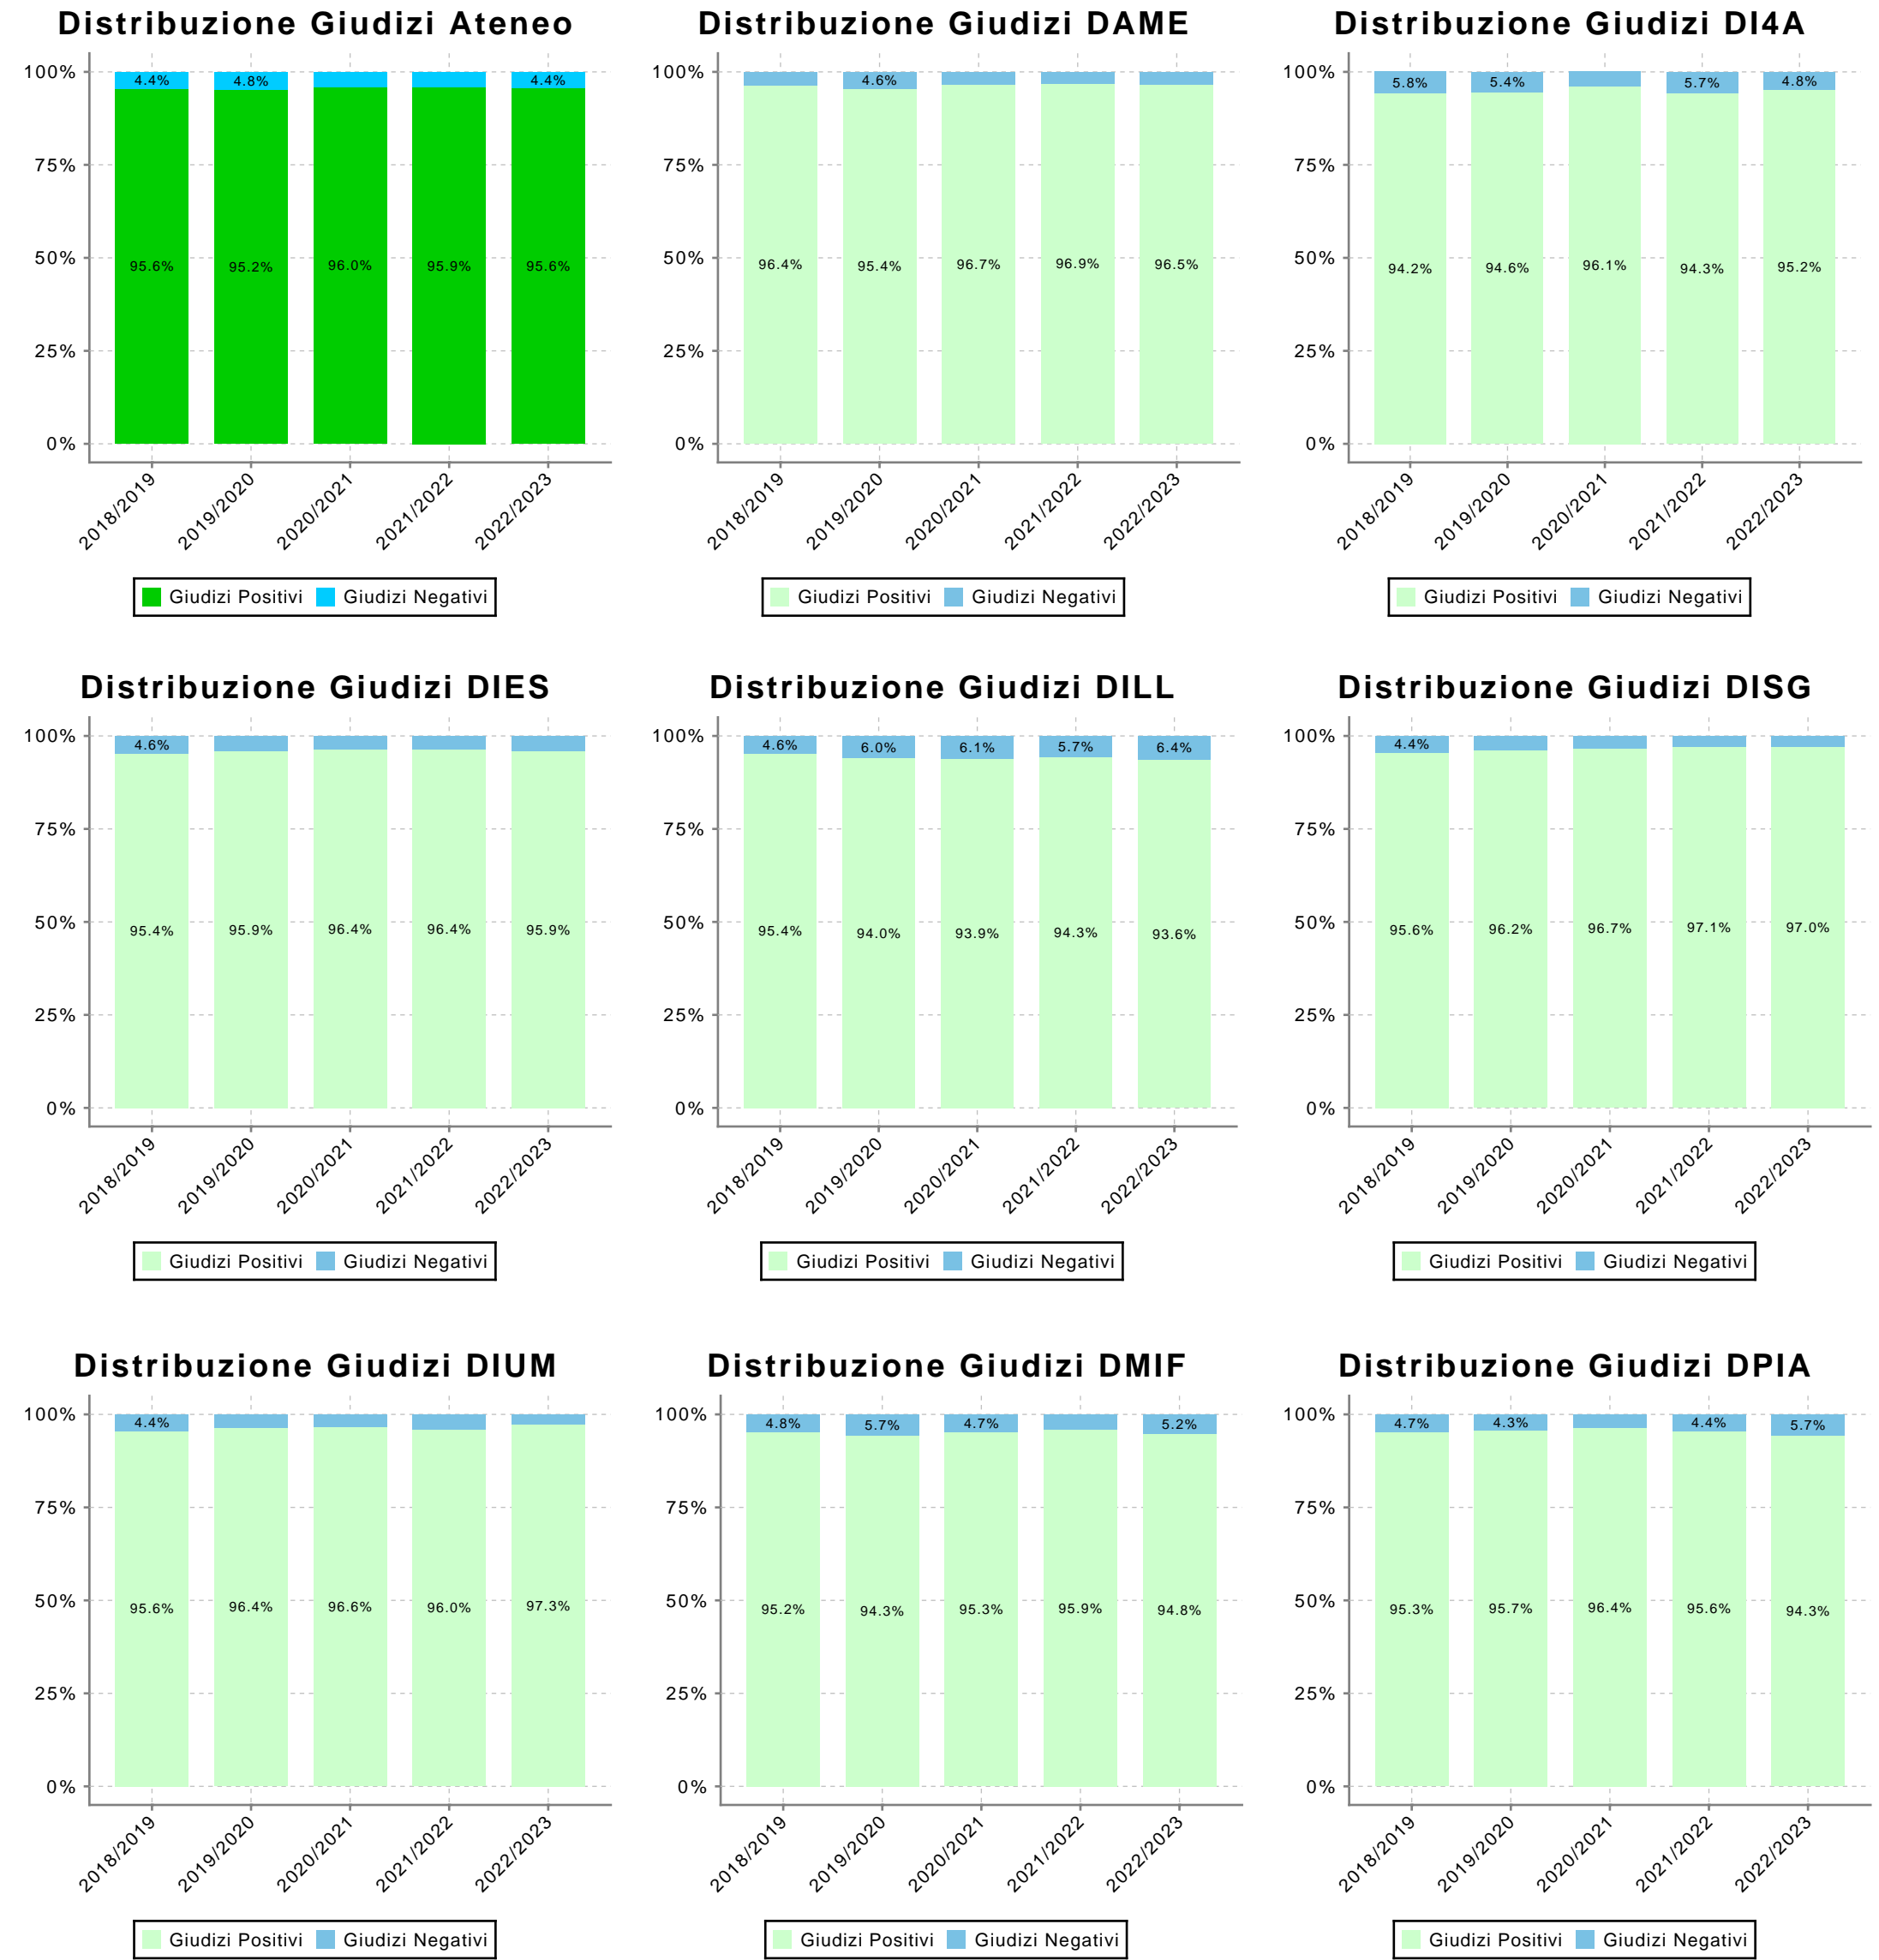 Distribuzione Giudizi Ateneo
100%
75%
50%
25%
0%
4.4% 4.8% 4.4%
95.6% 95.2% 96.0% 95.9% 95.6%
2018/2019 2019/2020 2020/2021 2021/2022 2022/2023
Giudizi Positivi Giudizi Negativi
Distribuzione Giudizi DAME
100%
75%
50%
25%
0%
4.6%
96.4% 95.4% 96.7% 96.9% 96.5%
2018/2019 2019/2020 2020/2021 2021/2022 2022/2023
Giudizi Positivi Giudizi Negativi
Distribuzione Giudizi DI4A
100%
75%
50%
25%
0%
5.8% 5.4% 5.7% 4.8%
94.2% 94.6% 96.1% 94.3% 95.2%
2018/2019 2019/2020 2020/2021 2021/2022 2022/2023
Giudizi Positivi Giudizi Negativi
Distribuzione Giudizi DIES
100%
75%
50%
25%
0%
4.6%
95.4% 95.9% 96.4% 96.4% 95.9%
2018/2019 2019/2020 2020/2021 2021/2022 2022/2023
Giudizi Positivi Giudizi Negativi
Distribuzione Giudizi DILL
100%
75%
50%
25%
0%
4.6% 6.0% 6.1% 5.7% 6.4%
95.4% 94.0% 93.9% 94.3% 93.6%
2018/2019 2019/2020 2020/2021 2021/2022 2022/2023
Giudizi Positivi Giudizi Negativi
Distribuzione Giudizi DISG
100%
75%
50%
25%
0%
4.4%
95.6% 96.2% 96.7% 97.1% 97.0%
2018/2019 2019/2020 2020/2021 2021/2022 2022/2023
Giudizi Positivi Giudizi Negativi
Distribuzione Giudizi DIUM
100%
75%
50%
25%
0%
4.4%
95.6% 96.4% 96.6% 96.0% 97.3%
2018/2019 2019/2020 2020/2021 2021/2022 2022/2023
Giudizi Positivi Giudizi Negativi
Distribuzione Giudizi DMIF
100%
75%
50%
25%
0%
4.8% 5.7% 4.7% 5.2%
95.2% 94.3% 95.3% 95.9% 94.8%
2018/2019 2019/2020 2020/2021 2021/2022 2022/2023
Giudizi Positivi Giudizi Negativi
Distribuzione Giudizi DPIA
100%
75%
50%
25%
0%
4.7% 4.3% 4.4% 5.7%
95.3% 95.7% 96.4% 95.6% 94.3%
2018/2019 2019/2020 2020/2021 2021/2022 2022/2023
Giudizi Positivi Giudizi Negativi